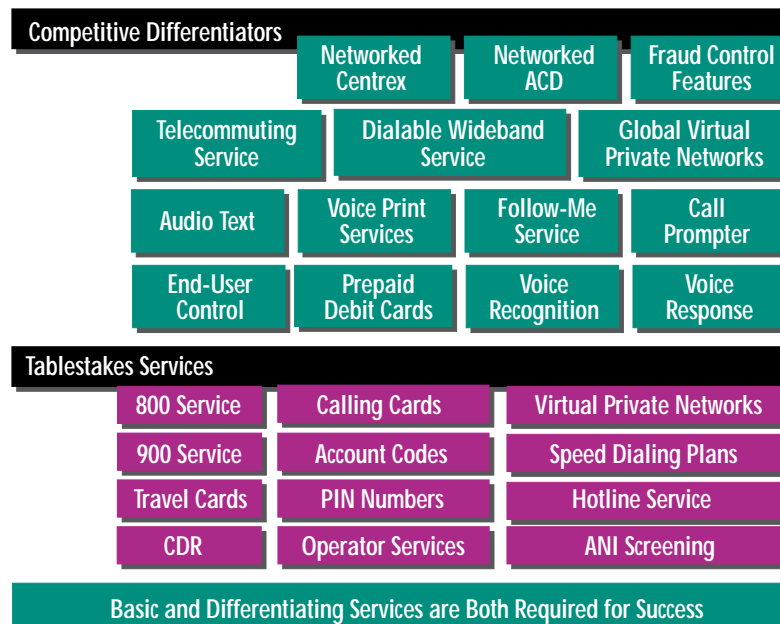 Competitive Differentiators
Networked
Centrex
Networked
ACD
Fraud Control
Features
Telecommuting
Service
Dialable Wideband
Service
Global Virtual
Private Networks
Audio Text
Voice Print
Services
Follow-Me
Service
Call
Prompter
End-User
Control
Prepaid
Debit Cards
Voice
Recognition
Voice
Response
Tablestakes Services
800 Service
Calling Cards
Virtual Private Networks
900 Service
Account Codes
Speed Dialing Plans
Travel Cards
PIN Numbers
Hotline Service
CDR
Operator Services
ANI Screening
Basic and Differentiating Services are Both Required for Success